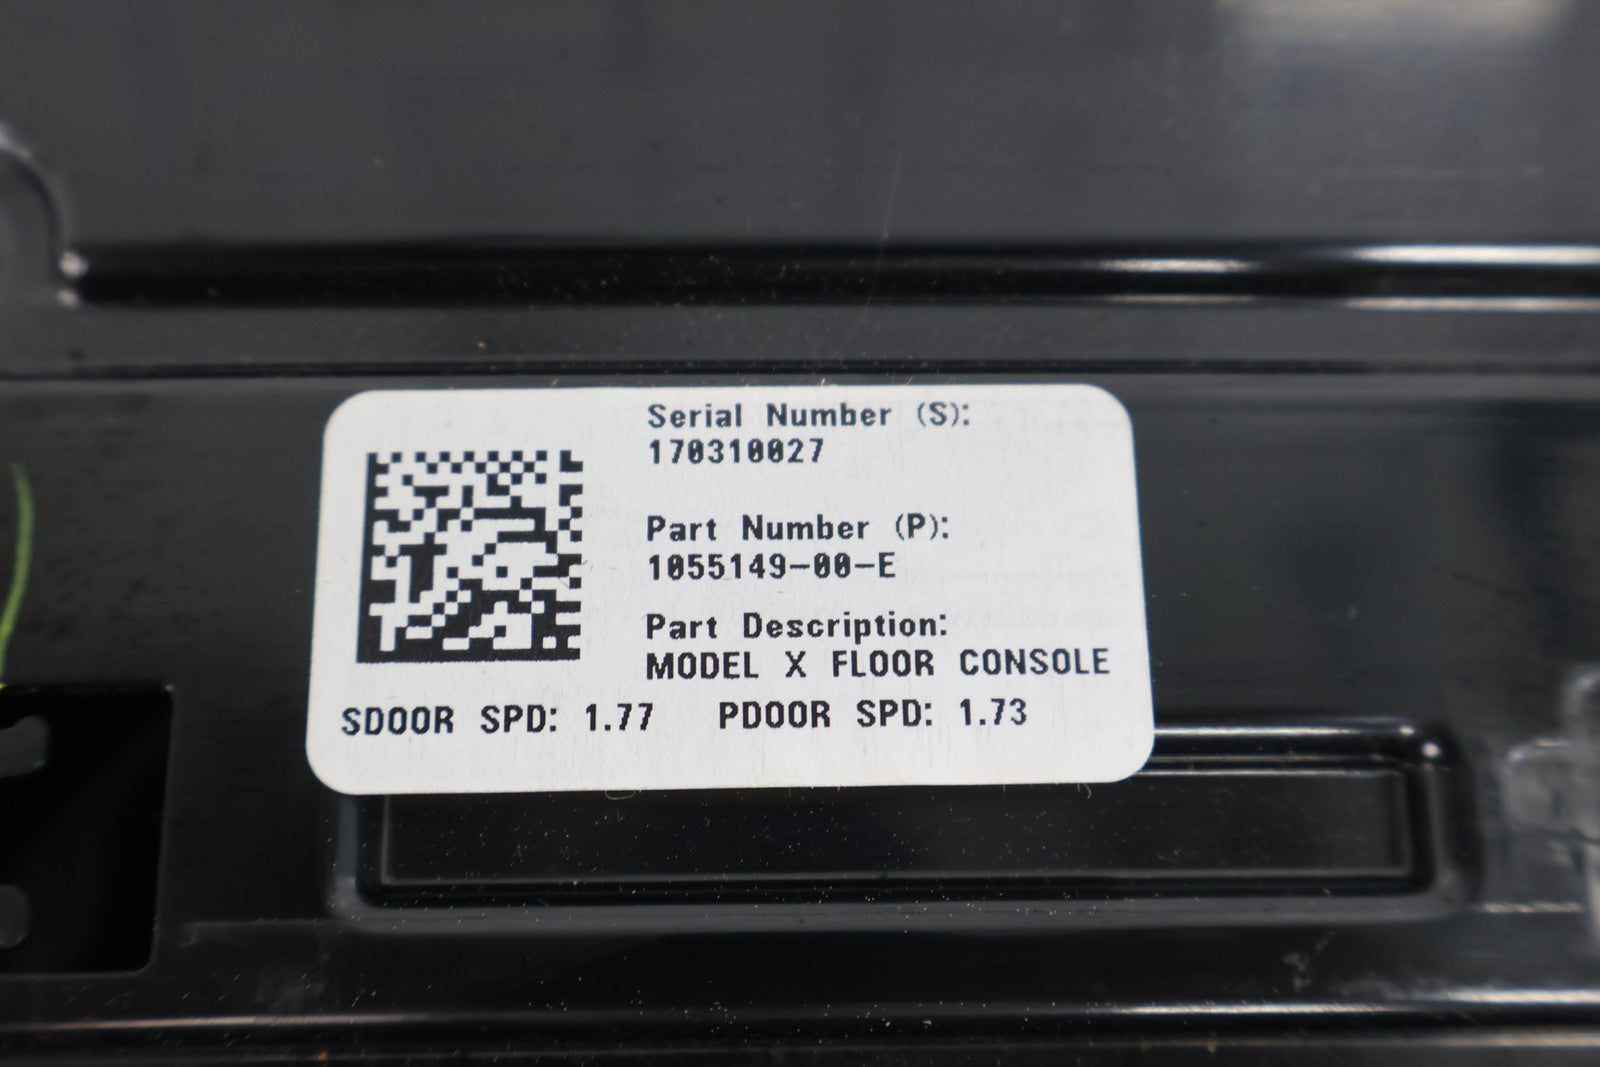 Serial Number (S):
170310027
Part Number (P):
1055149-00-E
Part Description:
MODEL X FLOOR CONSOLE
SDOOR SPD: 1.77 PDOOR SPD: 1.73